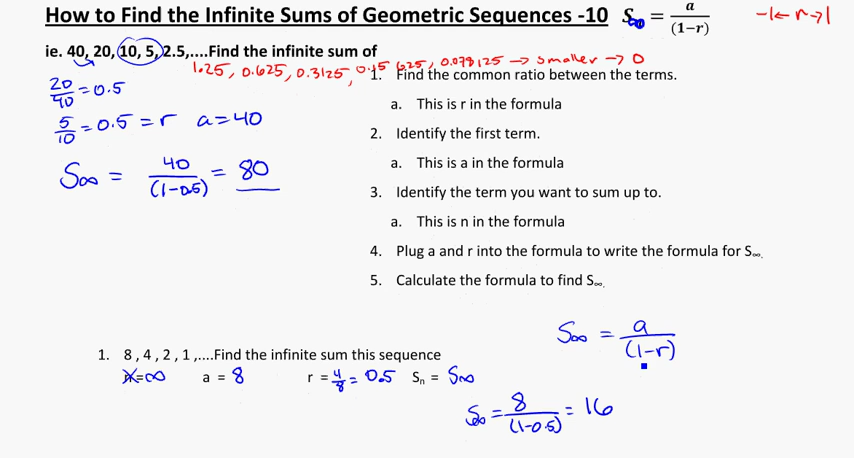 How to Find the Infinite Sums of Geometric Sequences -10 S∞ = a/(1−r) -1 ← r → 1
ie. 40, 20, 10, 5, 2.5,....Find the infinite sum of
1.25, 0.625, 0.3125, 0.15625, 0.078125 → smaller → 0
20/40 = 0.5
1. Find the common ratio between the terms.
a. This is r in the formula
5/10 = 0.5 = r a = 40
2. Identify the first term.
a. This is a in the formula
S∞ = 40/(1-0.5) = 80
3. Identify the term you want to sum up to.
a. This is n in the formula
4. Plug a and r into the formula to write the formula for S∞.
5. Calculate the formula to find S∞.
S∞ = a/(1-r)
1. 8 , 4 , 2 , 1 ,....Find the infinite sum this sequence
n=∞ a = 8 r = 4/8 = 0.5 Sn = S∞
S∞ = 8/(1-0.5) = 16